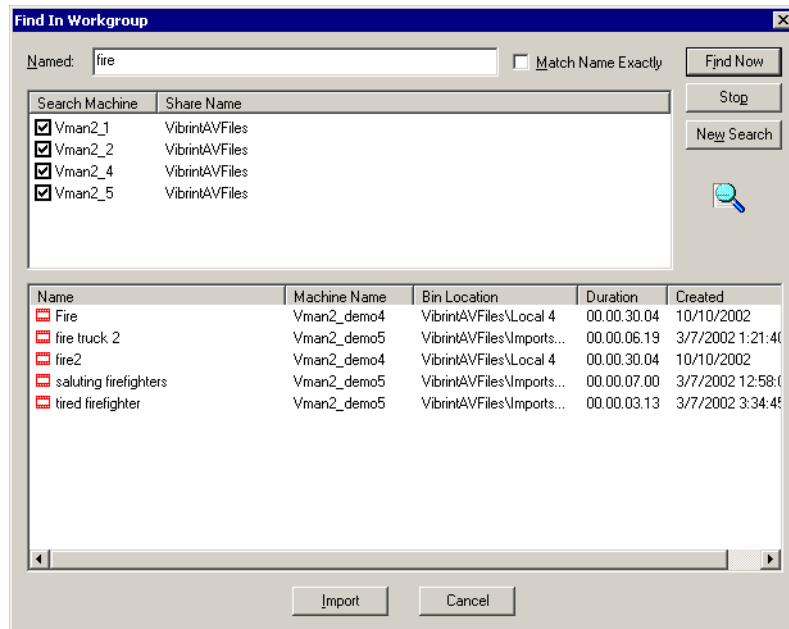 Find In Workgroup
Named: fire Match Name Exactly Find Now
Stop
New Search
Search Machine Share Name
Vman2_1 VibrintAVFiles
Vman2_2 VibrintAVFiles
Vman2_4 VibrintAVFiles
Vman2_5 VibrintAVFiles
Name Machine Name Bin Location Duration Created
Fire Vman2_demo4 VibrintAVFiles\Local 4 00.00.30.04 10/10/2002
fire truck 2 Vman2_demo5 VibrintAVFiles\Imports... 00.00.06.19 3/7/2002 1:21:40
fire2 Vman2_demo4 VibrintAVFiles\Local 4 00.00.30.04 10/10/2002
saluting firefighters Vman2_demo5 VibrintAVFiles\Imports... 00.00.07.00 3/7/2002 12:58:0
tired firefighter Vman2_demo5 VibrintAVFiles\Imports... 00.00.03.13 3/7/2002 3:34:45
Import Cancel